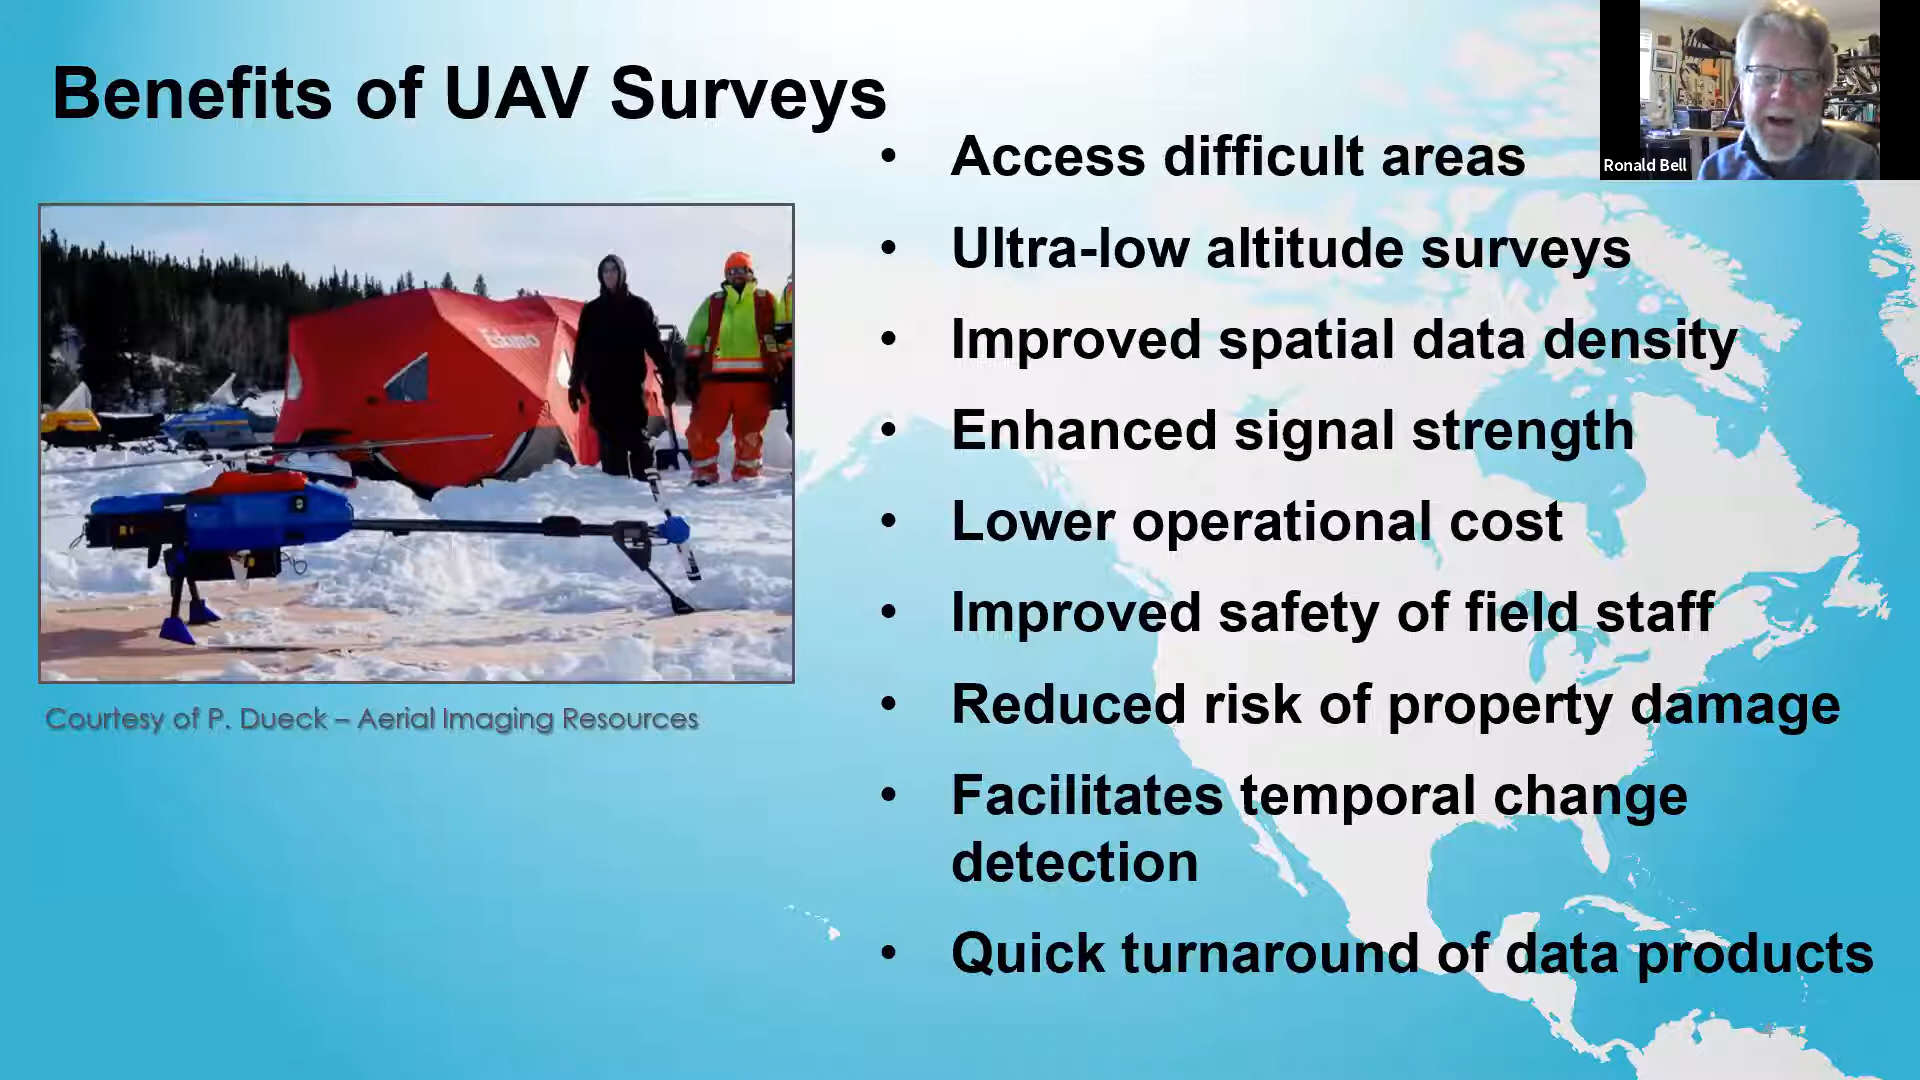 Benefits of UAV Surveys
• Access difficult areas
• Ultra-low altitude surveys
• Improved spatial data density
• Enhanced signal strength
• Lower operational cost
• Improved safety of field staff
• Reduced risk of property damage
• Facilitates temporal change
detection
• Quick turnaround of data products
Eskimo
Courtesy of P. Dueck – Aerial Imaging Resources
Ronald Bell